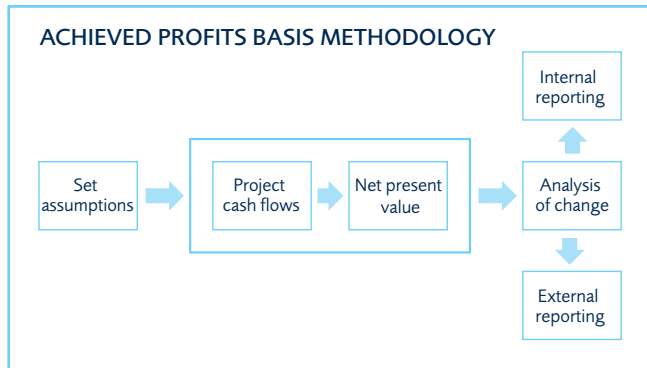 ACHIEVED PROFITS BASIS METHODOLOGY
Internal
reporting
Set
assumptions
Project
cash flows
Net present
value
Analysis
of change
External
reporting